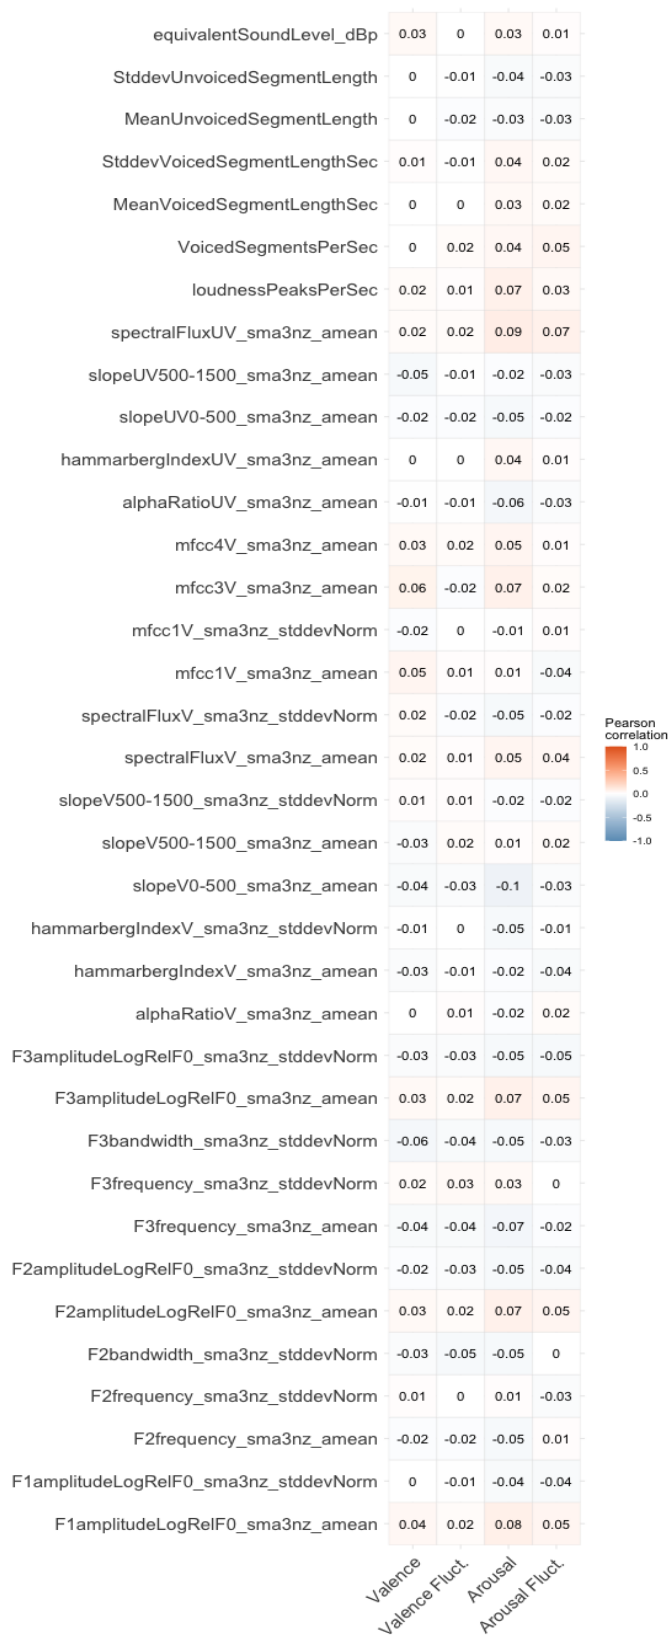 equivalentSoundLevel_dBp 0.03 0 0.03 0.01
StddevUnvoicedSegmentLength 0 -0.01 -0.04 -0.03
MeanUnvoicedSegmentLength 0 -0.02 -0.03 -0.03
StddevVoicedSegmentLengthSec 0.01 -0.01 0.04 0.02
MeanVoicedSegmentLengthSec 0 0 0.03 0.02
VoicedSegmentsPerSec 0 0.02 0.04 0.05
loudnessPeaksPerSec 0.02 0.01 0.07 0.03
spectralFluxUV_sma3nz_amean 0.02 0.02 0.09 0.07
slopeUV500-1500_sma3nz_amean -0.05 -0.01 -0.02 -0.03
slopeUV0-500_sma3nz_amean -0.02 -0.02 -0.05 -0.02
hammarbergIndexUV_sma3nz_amean 0 0 0.04 0.01
alphaRatioUV_sma3nz_amean -0.01 -0.01 -0.06 -0.03
mfcc4V_sma3nz_amean 0.03 0.02 0.05 0.01
mfcc3V_sma3nz_amean 0.06 -0.02 0.07 0.02
mfcc1V_sma3nz_stddevNorm -0.02 0 -0.01 0.01
mfcc1V_sma3nz_amean 0.05 0.01 0.01 -0.04
spectralFluxV_sma3nz_stddevNorm 0.02 -0.02 -0.05 -0.02
spectralFluxV_sma3nz_amean 0.02 0.01 0.05 0.04
slopeV500-1500_sma3nz_stddevNorm 0.01 0.01 -0.02 -0.02
slopeV500-1500_sma3nz_amean -0.03 0.02 0.01 0.02
slopeV0-500_sma3nz_amean -0.04 -0.03 -0.1 -0.03
hammarbergIndexV_sma3nz_stddevNorm -0.01 0 -0.05 -0.01
hammarbergIndexV_sma3nz_amean -0.03 -0.01 -0.02 -0.04
alphaRatioV_sma3nz_amean 0 0.01 -0.02 0.02
F3amplitudeLogRelF0_sma3nz_stddevNorm -0.03 -0.03 -0.05 -0.05
F3amplitudeLogRelF0_sma3nz_amean 0.03 0.02 0.07 0.05
F3bandwidth_sma3nz_stddevNorm -0.06 -0.04 -0.05 -0.03
F3frequency_sma3nz_stddevNorm 0.02 0.03 0.03 0
F3frequency_sma3nz_amean -0.04 -0.04 -0.07 -0.02
F2amplitudeLogRelF0_sma3nz_stddevNorm -0.02 -0.03 -0.05 -0.04
F2amplitudeLogRelF0_sma3nz_amean 0.03 0.02 0.07 0.05
F2bandwidth_sma3nz_stddevNorm -0.03 -0.05 -0.05 0
F2frequency_sma3nz_stddevNorm 0.01 0 0.01 -0.03
F2frequency_sma3nz_amean -0.02 -0.02 -0.05 0.01
F1amplitudeLogRelF0_sma3nz_stddevNorm 0 -0.01 -0.04 -0.04
F1amplitudeLogRelF0_sma3nz_amean 0.04 0.02 0.08 0.05
Valence
Valence Fluct.
Arousal
Arousal Fluct.
Pearson
correlation
1.0
0.5
0.0
-0.5
-1.0